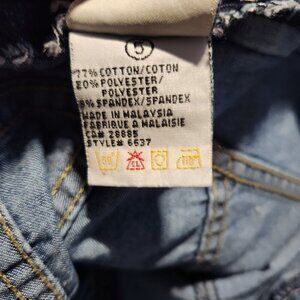 5
77% COTTON/COTON
20% POLYESTER/
POLYESTER
3% SPANDEX/SPANDEX
MADE IN MALAYSIA
FABRIQUE A MALAISIE
CA# 28885
STYLE# 6637
CL